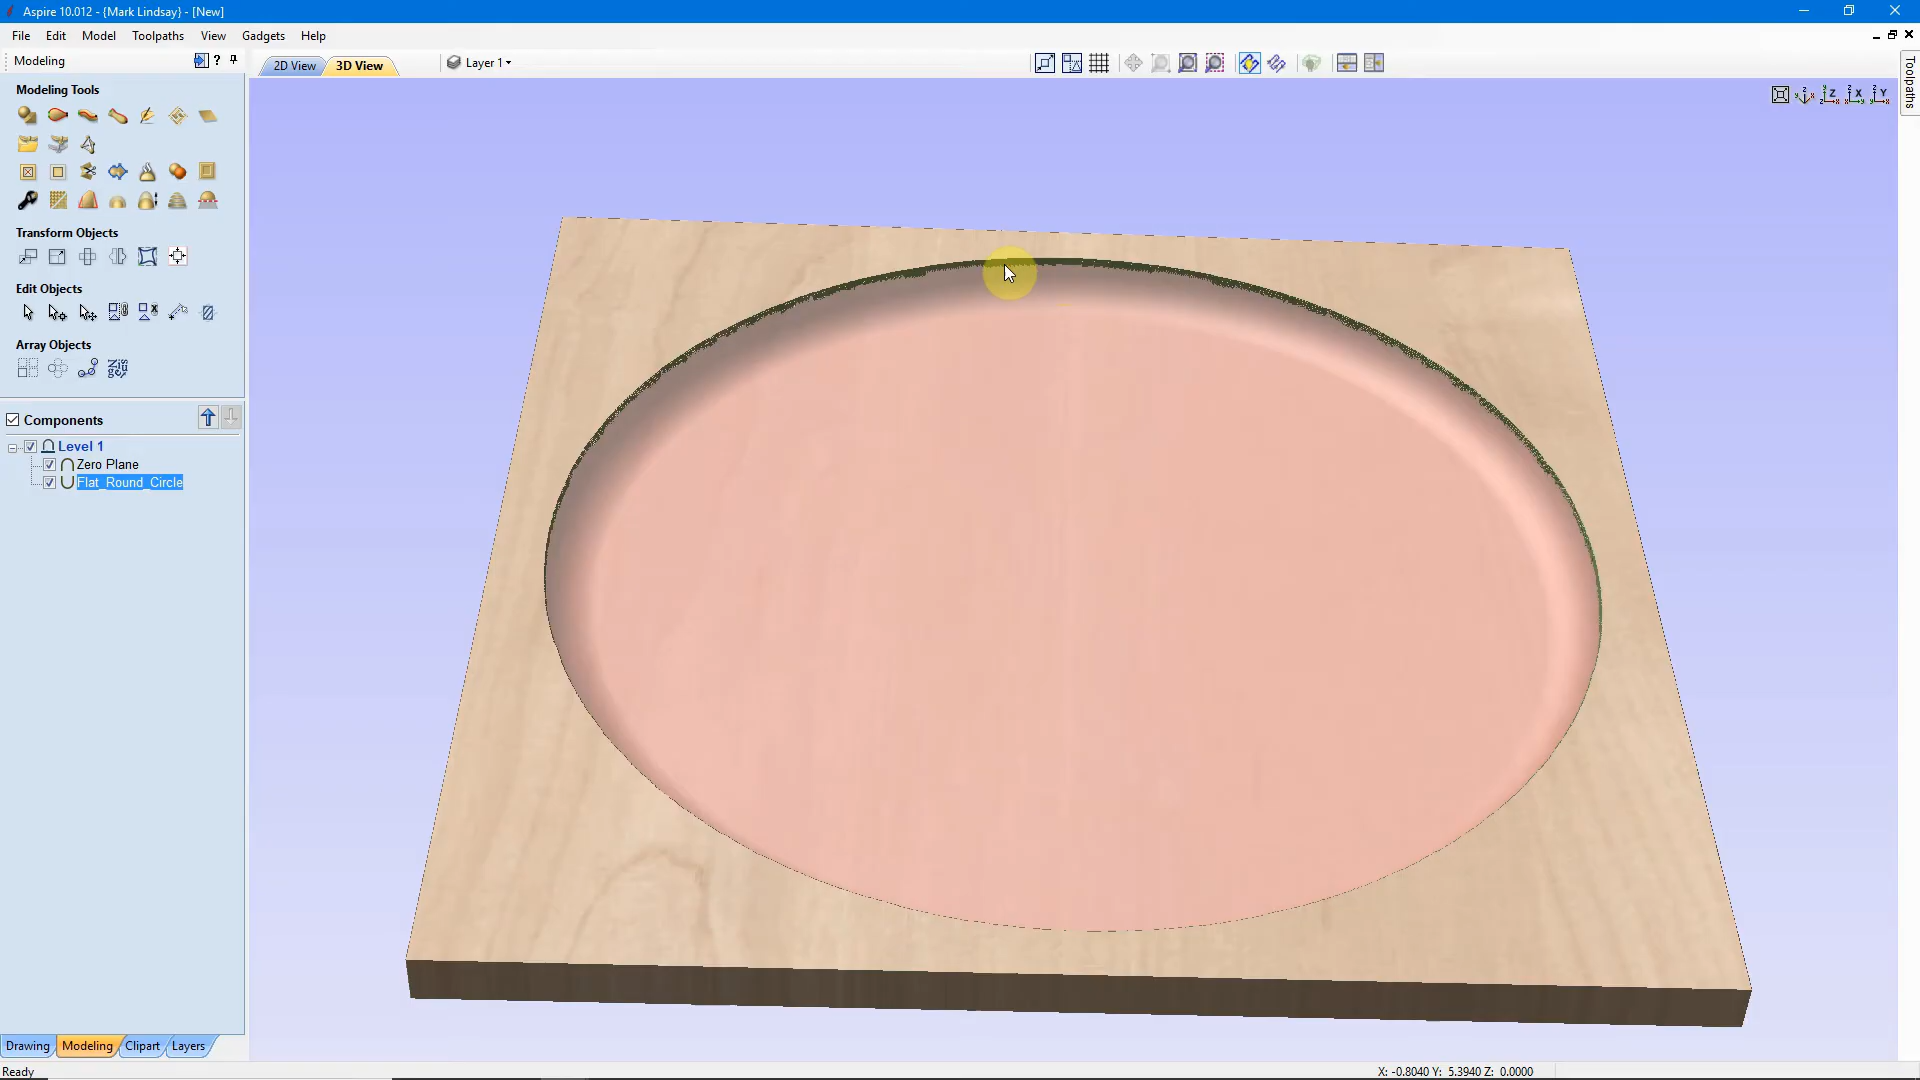 Aspire 10.012 - {Mark Lindsay} - [New]
File Edit Model Toolpaths View Gadgets Help
Modeling ?
2D View 3D View Layer 1
Toolpaths
Modeling Tools
Transform Objects
Edit Objects
Array Objects
Components
Level 1
Zero Plane
Flat_Round_Circle
Drawing Modeling Clipart Layers
Ready X: -0.8040 Y: 5.3940 Z: 0.0000